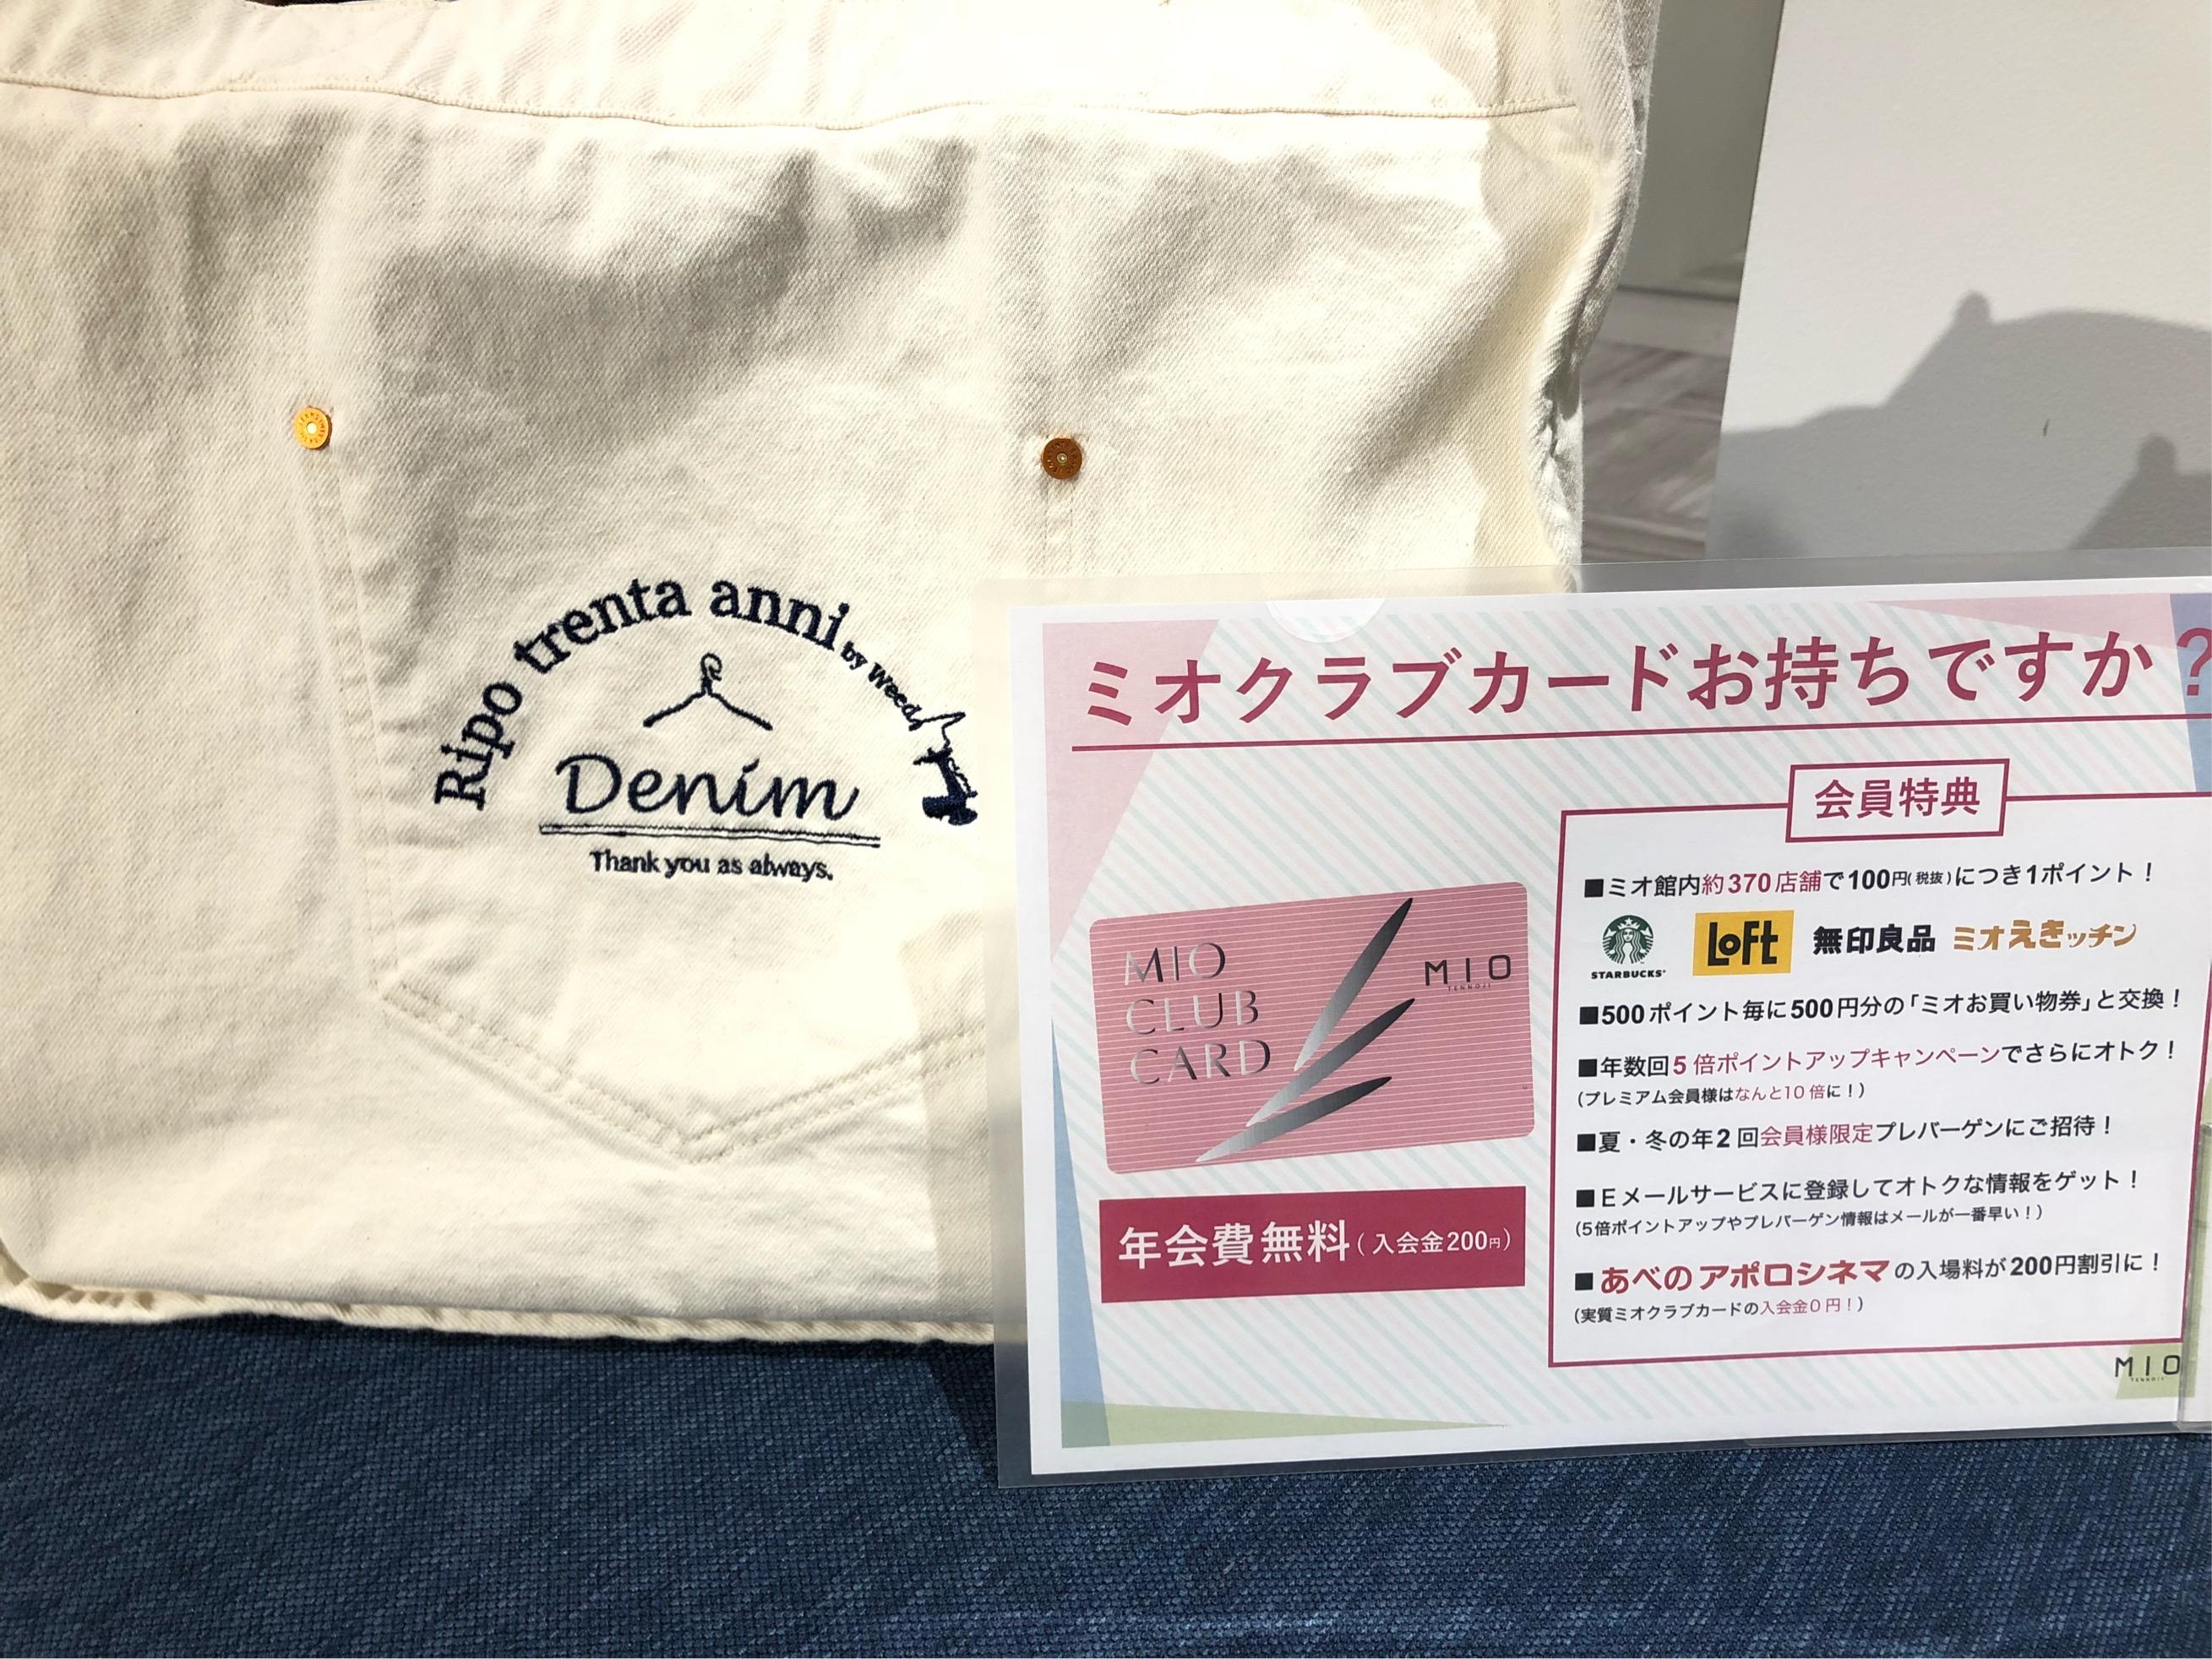 Ripo trenta anni by Weed
Denim
Thank you as always.
ミオクラブカードお持ちですか？
会員特典
■ミオ館内約370店舗で100円(税抜)につき1ポイント！
STARBUCKS
LOFT
無印良品
ミオえきッチン
■500ポイント毎に500円分の「ミオお買い物券」と交換！
■年数回5倍ポイントアップキャンペーンでさらにオトク！
(プレミアム会員様はなんと10倍に！)
■夏・冬の年2回会員様限定プレバーゲンにご招待！
■Eメールサービスに登録してオトクな情報をゲット！
(5倍ポイントアップやプレバーゲン情報はメールが一番早い！)
■あべのアポロシネマの入場料が200円割引に！
(実質ミオクラブカードの入会金0円！)
MIO
CLUB
CARD
MIO
TENNOJI
年会費無料(入会金200円)
MIO
TENNOJI